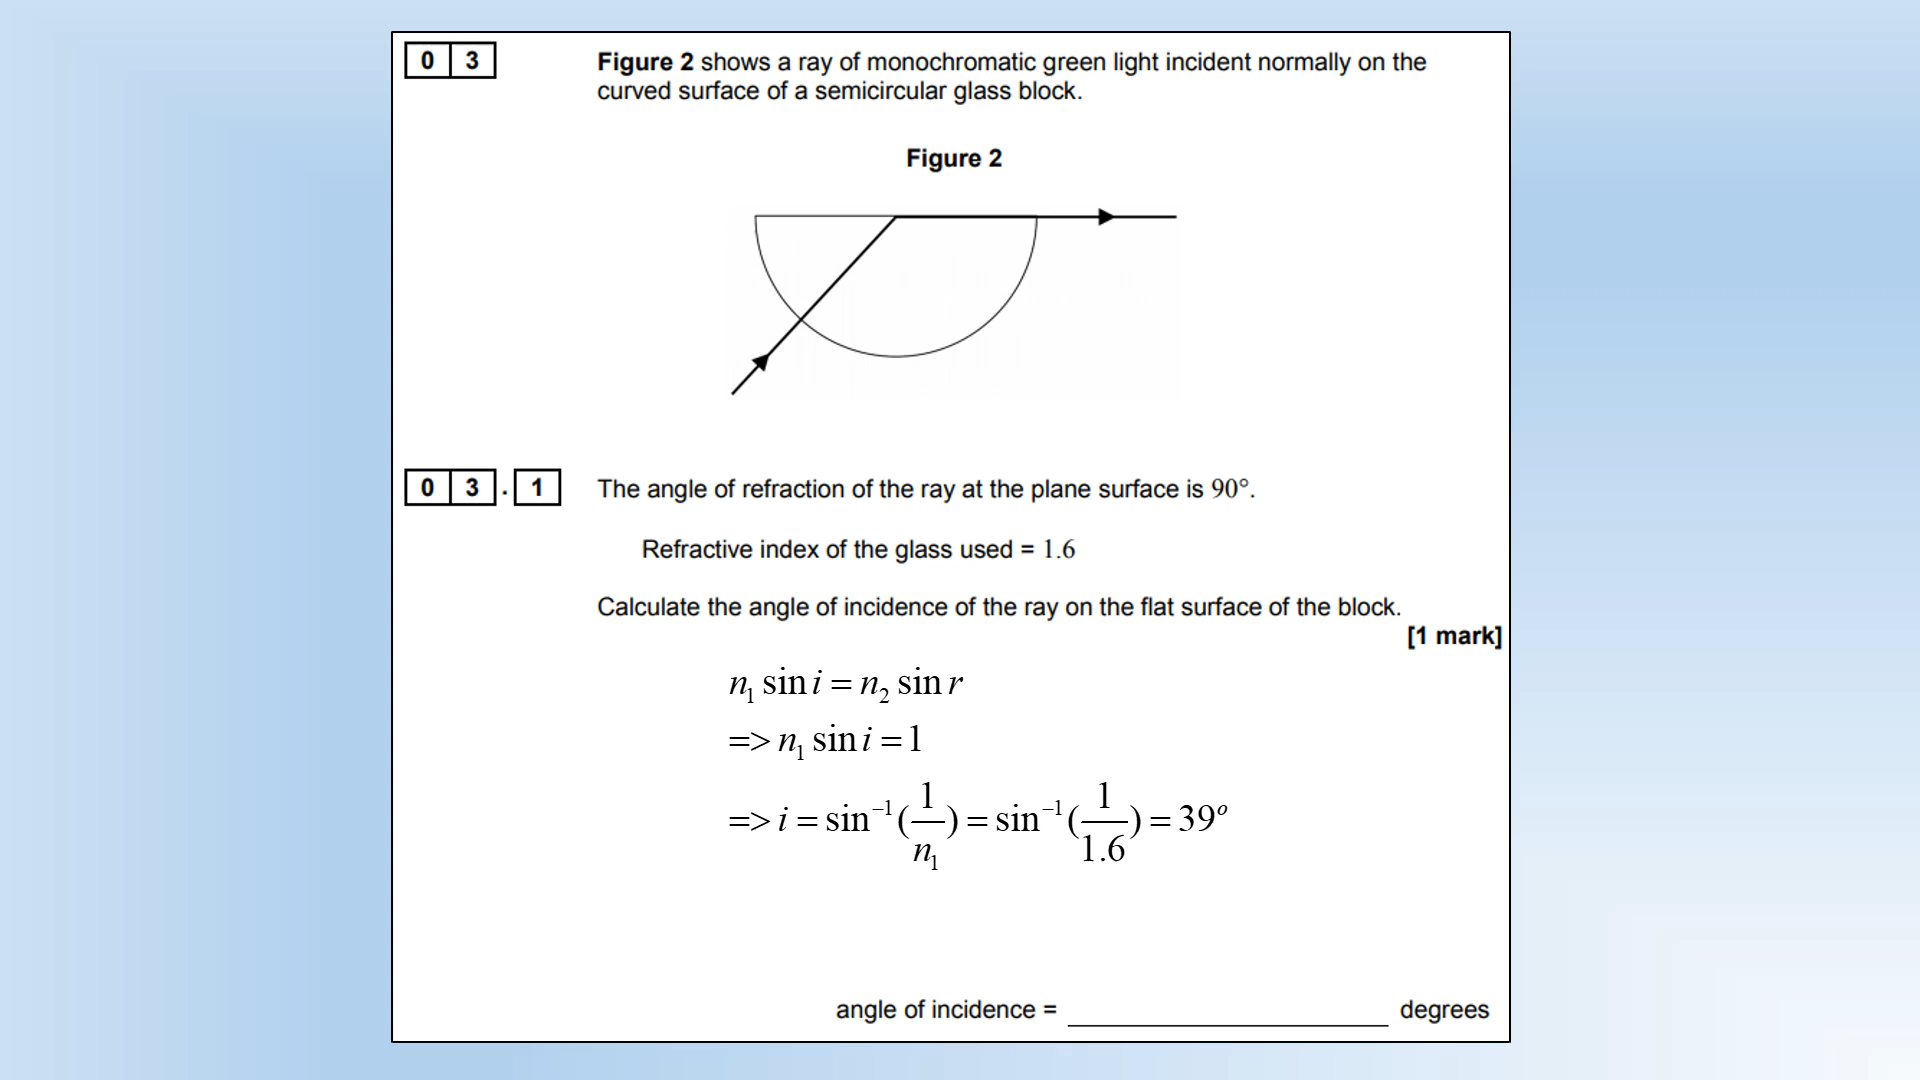 0 3 Figure 2 shows a ray of monochromatic green light incident normally on the
curved surface of a semicircular glass block.
Figure 2
0 3 . 1 The angle of refraction of the ray at the plane surface is 90°.
Refractive index of the glass used = 1.6
Calculate the angle of incidence of the ray on the flat surface of the block.
[1 mark]
n₁ sin i = n₂ sin r
=> n₁ sin i = 1
=> i = sin⁻¹(1/n₁) = sin⁻¹(1/1.6) = 39°
angle of incidence = ____________________ degrees